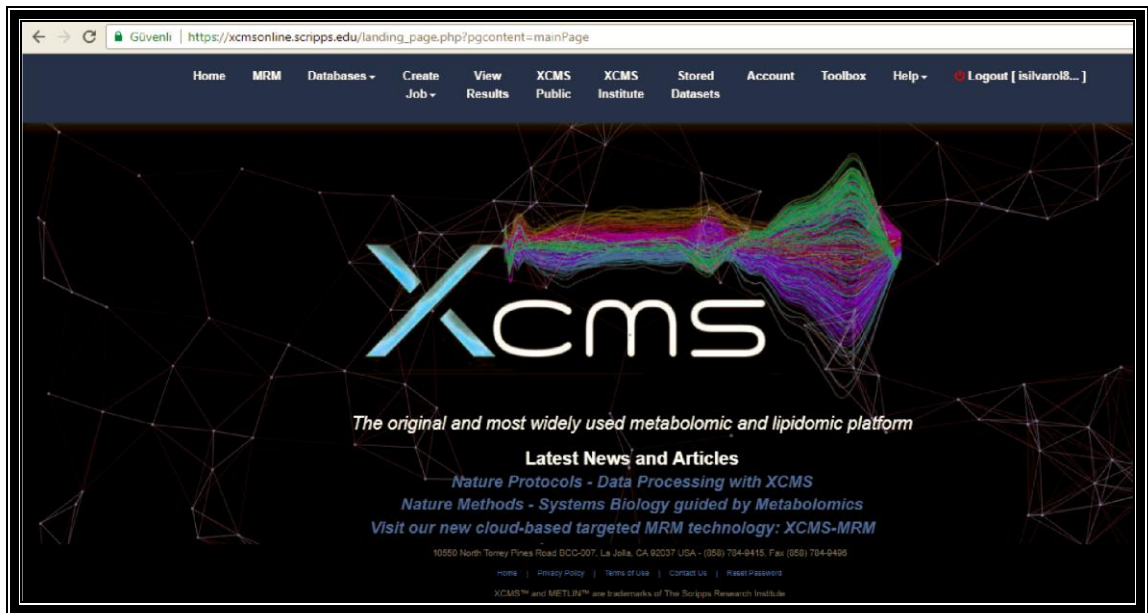 Güvenli | https://xcmsonline.scripps.edu/landing_page.php?pgcontent=mainPage
Home MRM Databases Create Job View Results XCMS Public XCMS Institute Stored Datasets Account Toolbox Help Logout [ isilvarol8... ]
Xcms
The original and most widely used metabolomic and lipidomic platform
Latest News and Articles
Nature Protocols - Data Processing with XCMS
Nature Methods - Systems Biology guided by Metabolomics
Visit our new cloud-based targeted MRM technology: XCMS-MRM
10550 North Torrey Pines Road BCC-007, La Jolla, CA 92037 USA - (858) 784-9415, Fax (858) 784-9496
Home | Privacy Policy | Terms of Use | Contact Us | Reset Password
XCMS™ and METLIN™ are trademarks of The Scripps Research Institute